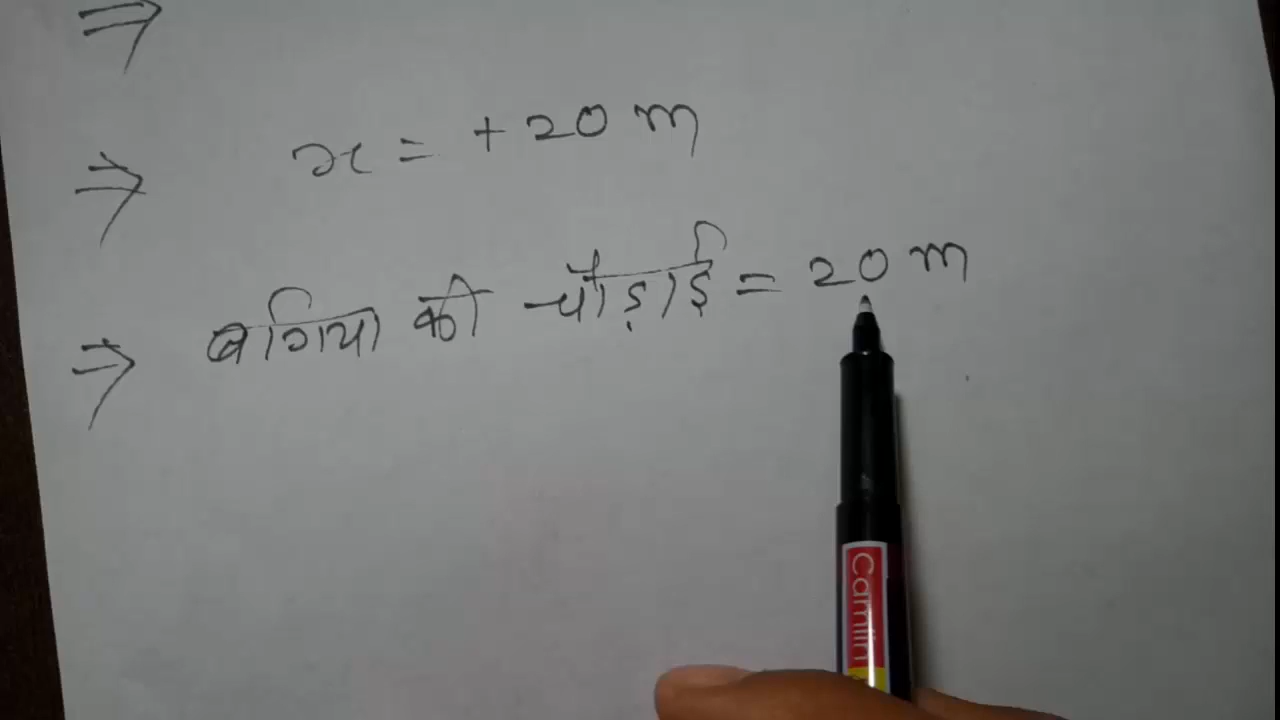 ⇒
⇒ x = +20 m
⇒ बगिया की चौड़ाई = 20 m
Camlin